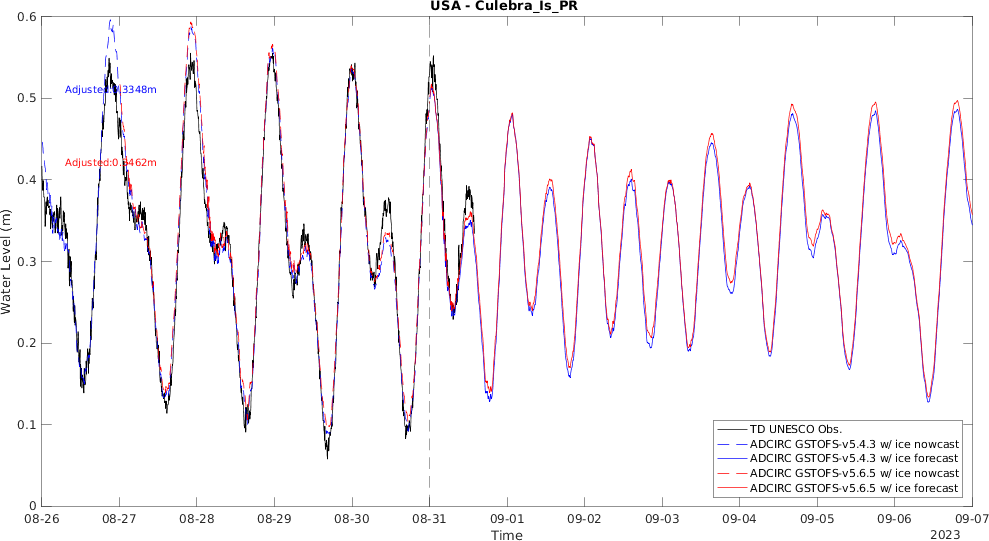 USA - Culebra_Is_PR
0.6
0.5
0.4
0.3
0.2
0.1
0
Water Level (m)
08-26
08-27
08-28
08-29
08-30
08-31
09-01
09-02
09-03
09-04
09-05
09-06
09-07
2023
Time
TD UNESCO Obs.
ADCIRC GSTOFS-v5.4.3 w/ ice nowcast
ADCIRC GSTOFS-v5.4.3 w/ ice forecast
ADCIRC GSTOFS-v5.6.5 w/ ice nowcast
ADCIRC GSTOFS-v5.6.5 w/ ice forecast